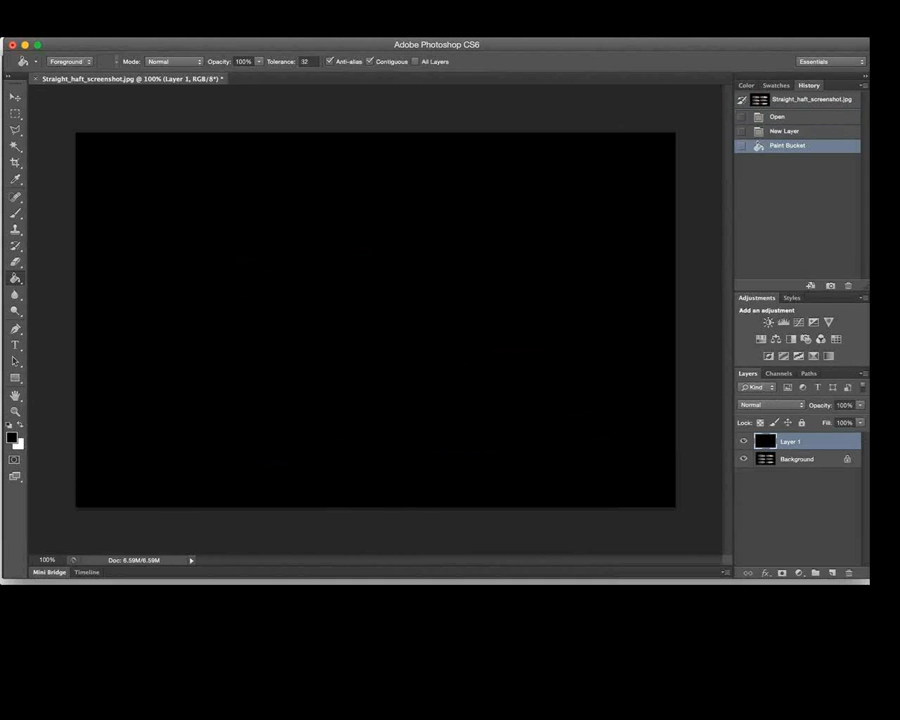 Adobe Photoshop CS6
Foreground Mode: Normal Opacity: 100% Tolerance: 32 Anti-alias Contiguous All Layers Essentials
Straight_haft_screenshot.jpg @ 100% (Layer 1, RGB/8*) *
Color Swatches History
Straight_haft_screenshot.jpg
Open
New Layer
Paint Bucket
Adjustments Styles
Add an adjustment
Layers Channels Paths
Kind
Normal Opacity: 100%
Lock: Fill: 100%
Layer 1
Background
100% Doc: 6.59M/6.59M
Mini Bridge Timeline